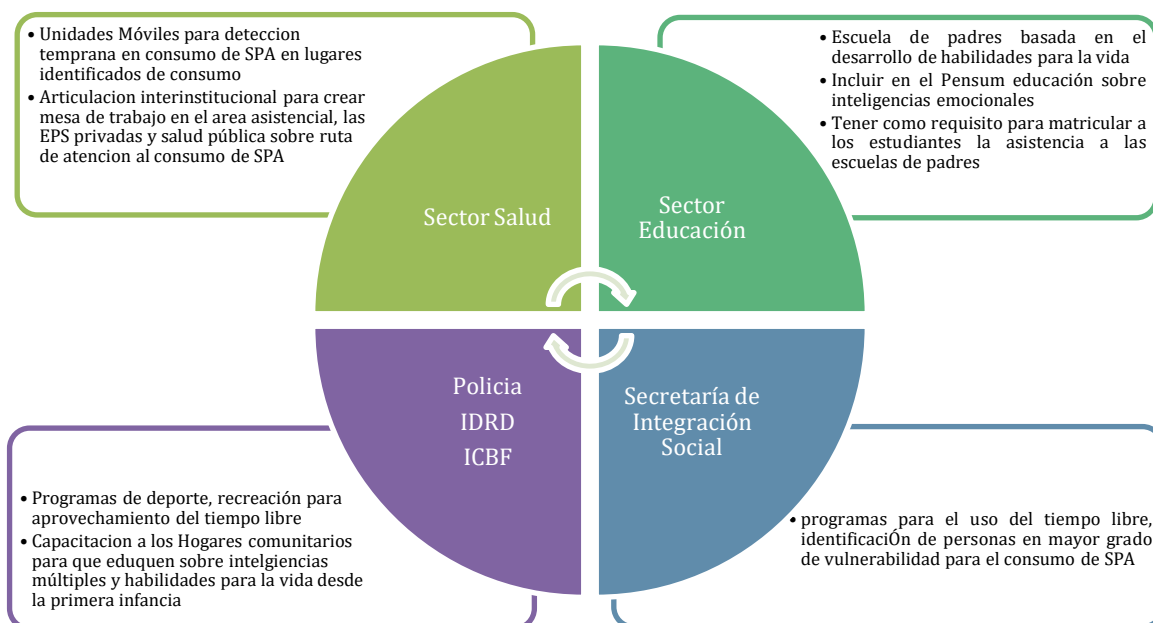 • Unidades Móviles para deteccion
temprana en consumo de SPA en lugares
identificados de consumo
• Articulacion interinstitucional para crear
mesa de trabajo en el area asistencial, las
EPS privadas y salud pública sobre ruta
de atencion al consumo de SPA
• Escuela de padres basada en el
desarrollo de habilidades para la vida
• Incluir en el Pensum educación sobre
inteligencias emocionales
• Tener como requisito para matricular a
los estudiantes la asistencia a las
escuelas de padres
Sector Salud
Sector
Educación
Policia
IDRD
ICBF
Secretaría de
Integración
Social
• Programas de deporte, recreación para
aprovechamiento del tiempo libre
• Capacitacion a los Hogares comunitarios
para que eduquen sobre intelgiencias
múltiples y habilidades para la vida desde
la primera infancia
• programas para el uso del tiempo libre,
identificaciÓn de personas en mayor grado
de vulnerabilidad para el consumo de SPA